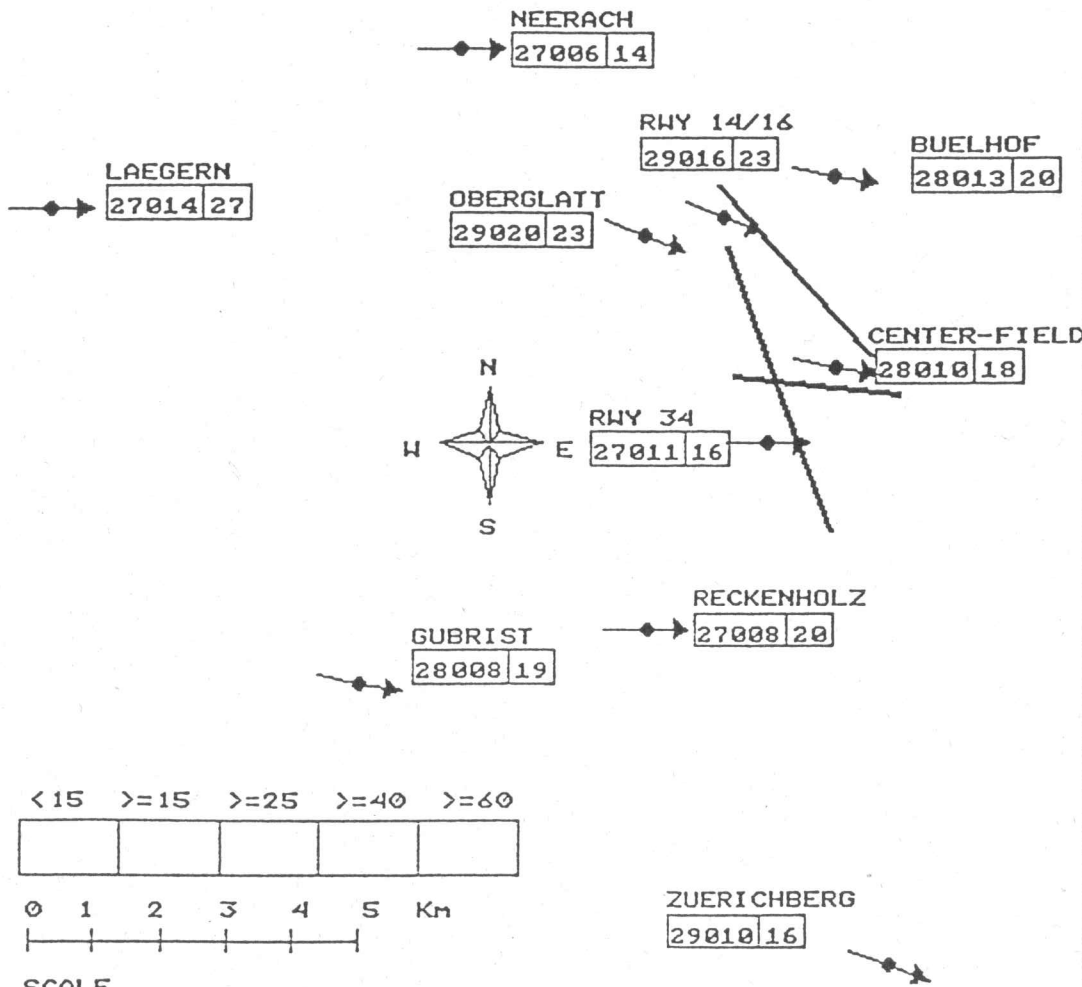 NEERACH
27006 14
RWY 14/16
29016 23
BUELHOF
28013 20
LAEGERN
27014 27
OBERGLATT
29020 23
CENTER-FIELD
28010 18
N
W E
S
RWY 34
27011 16
RECKENHOLZ
27008 20
GUBRIST
28008 19
<15 >=15 >=25 >=40 >=60
0 1 2 3 4 5 Km
SCALE
ZUERICHBERG
29010 16